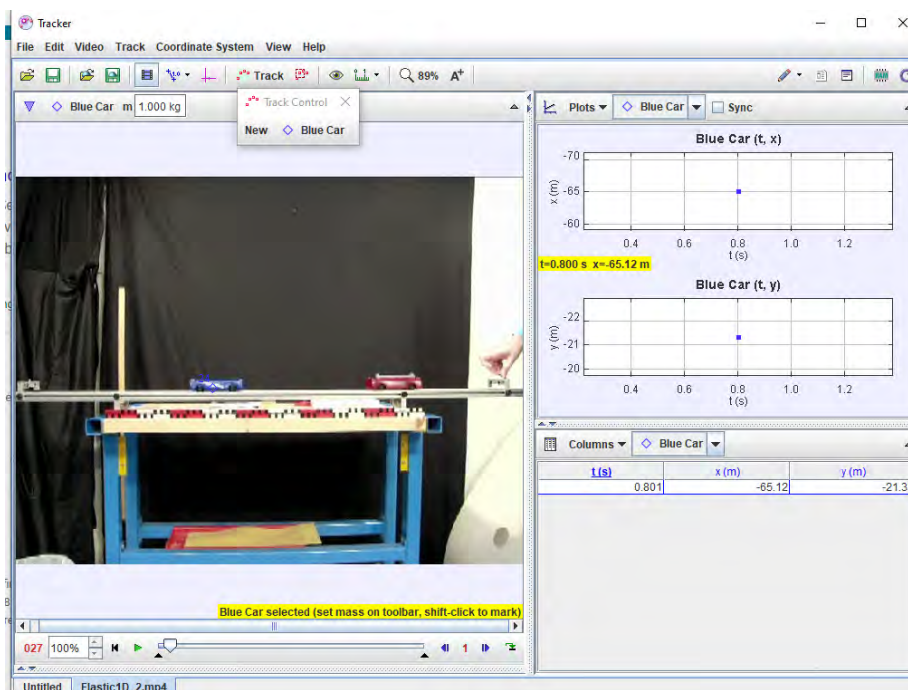 Tracker
File Edit Video Track Coordinate System View Help
Track 89% A+
Blue Car m 1.000 kg
Track Control
New Blue Car
Plots Blue Car Sync
Blue Car (t, x)
-70
-65
-60
x (m)
0.4 0.6 0.8 1.0 1.2
t (s)
t=0.800 s x=-65.12 m
Blue Car (t, y)
-22
-21
-20
y (m)
0.4 0.6 0.8 1.0 1.2
t (s)
Columns Blue Car
t (s) x (m) y (m)
0.801 -65.12 -21.3
Blue Car selected (set mass on toolbar, shift-click to mark)
027 100% 1
Untitled Elastic1D_2.mp4